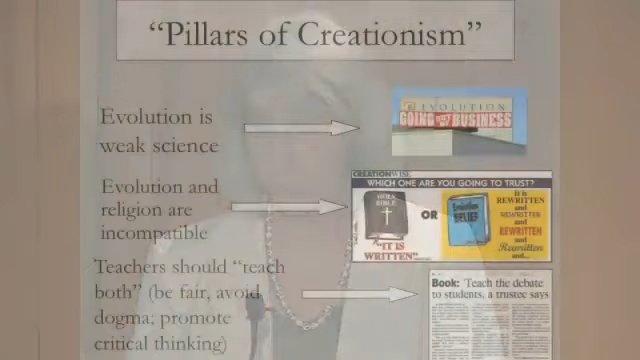 “Pillars of Creationism”
Evolution is
weak science
EVOLUTION
GOING OUT OF BUSINESS
Evolution and
religion are
incompatible
CREATIONWISE
WHICH ONE ARE YOU GOING TO TRUST?
HOLY
BIBLE
"IT IS
WRITTEN"
OR
Evolution
BELIEF
It is
REWRITTEN
and
REWRITTEN
and
REWRITTEN
and
Rewritten
and...
Teachers should “teach
both” (be fair, avoid
dogma; promote
critical thinking)
Book: Teach the debate
to students, a trustee says